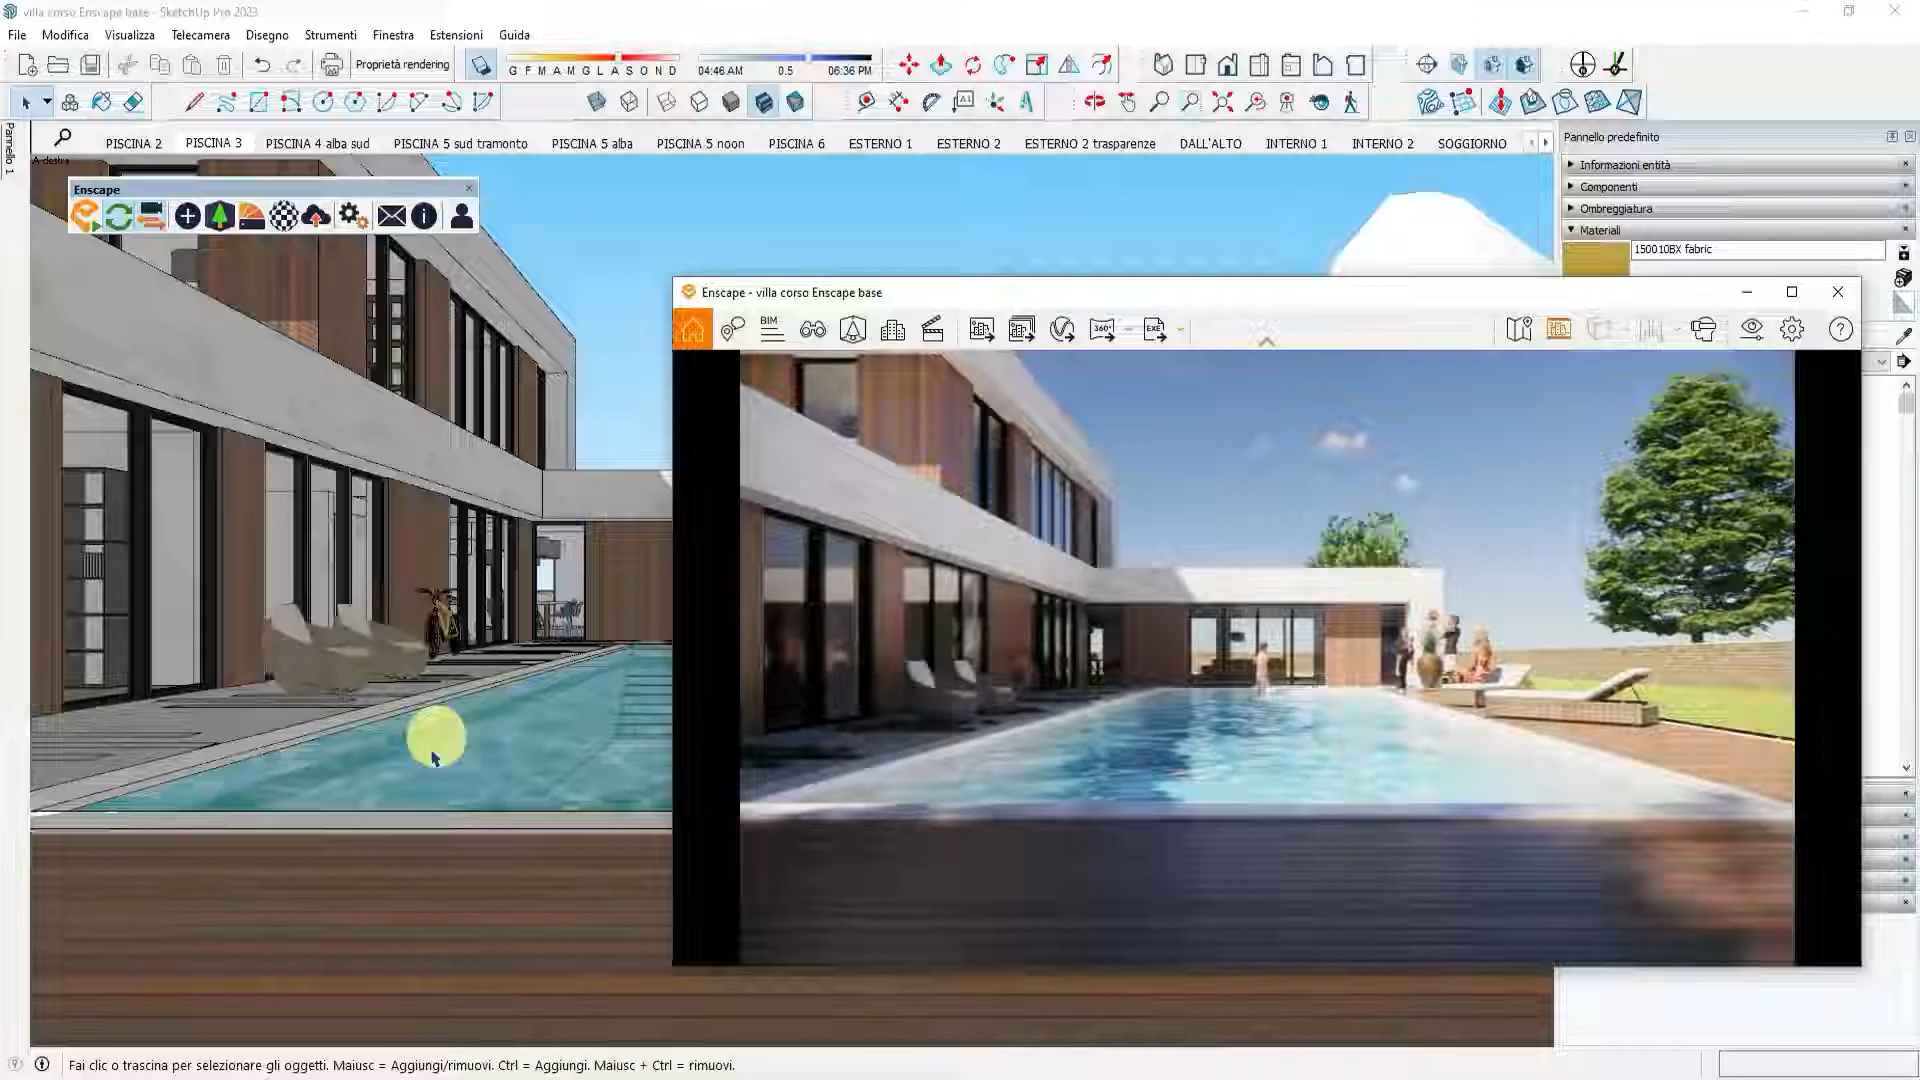 villa corso Enscape base - SketchUp Pro 2023
File Modifica Visualizza Telecamera Disegno Strumenti Finestra Estensioni Guida
Proprietà rendering
G F M A M G L A S O N D 04:46 AM 0.5 06:36 PM
Pannello 1
PISCINA 2 PISCINA 3 PISCINA 4 alba sud PISCINA 5 sud tramonto PISCINA 5 alba PISCINA 5 noon PISCINA 6 ESTERNO 1 ESTERNO 2 ESTERNO 2 trasparenze DALL'ALTO INTERNO 1 INTERNO 2 SOGGIORNO
A destra
Pannello predefinito
Informazioni entità
Componenti
Ombreggiatura
Materiali
150010BX fabric
Enscape
Enscape - villa corso Enscape base
BIM
360°
EXE
Fai clic o trascina per selezionare gli oggetti. Maiusc = Aggiungi/rimuovi. Ctrl = Aggiungi. Maiusc + Ctrl = rimuovi.